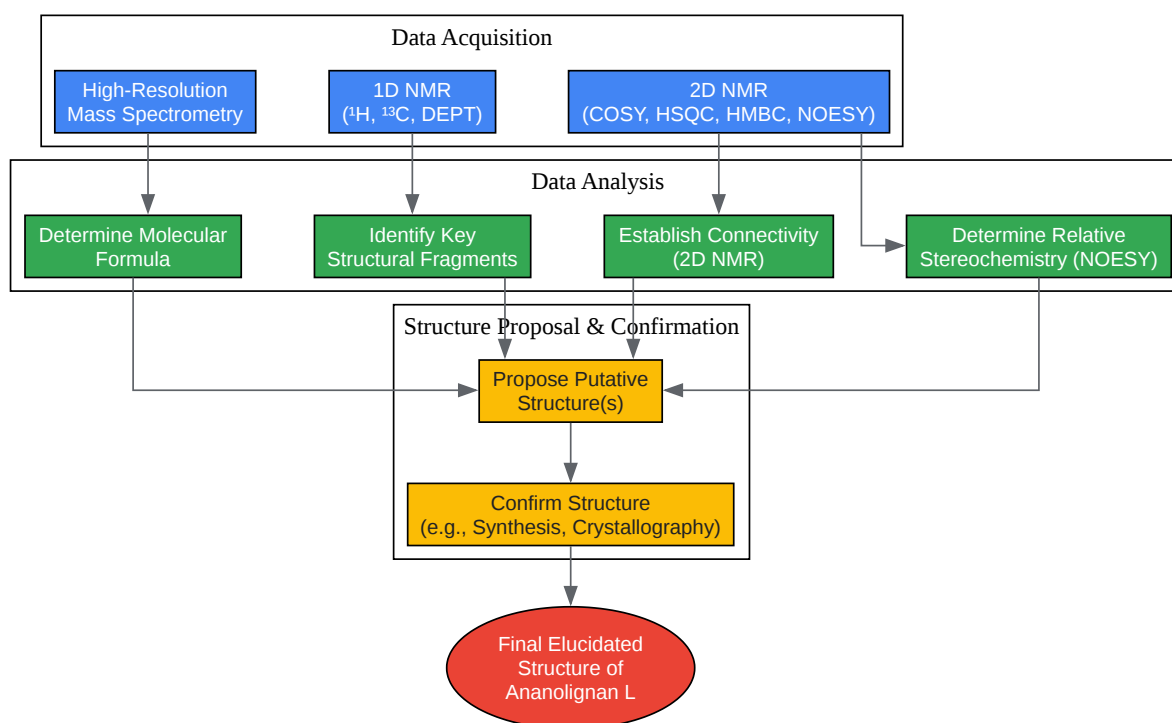 Data Acquisition
High-Resolution
Mass Spectrometry
1D NMR
(¹H, ¹³C, DEPT)
2D NMR
(COSY, HSQC, HMBC, NOESY)
Data Analysis
Determine Molecular
Formula
Identify Key
Structural Fragments
Establish Connectivity
(2D NMR)
Determine Relative
Stereochemistry (NOESY)
Structure Proposal & Confirmation
Propose Putative
Structure(s)
Confirm Structure
(e.g., Synthesis, Crystallography)
Final Elucidated
Structure of
Ananolignan L